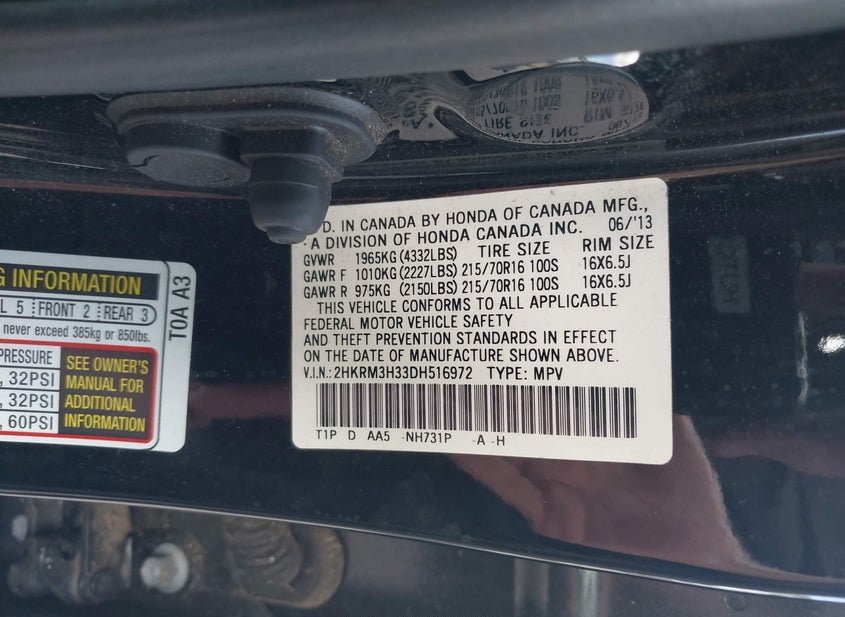 D. IN CANADA BY HONDA OF CANADA MFG.,
A DIVISION OF HONDA CANADA INC. 06/'13
GVWR 1965KG (4332LBS) TIRE SIZE RIM SIZE
GAWR F 1010KG (2227LBS) 215/70R16 100S 16X6.5J
GAWR R 975KG (2150LBS) 215/70R16 100S 16X6.5J
THIS VEHICLE CONFORMS TO ALL APPLICABLE
FEDERAL MOTOR VEHICLE SAFETY
AND THEFT PREVENTION STANDARDS IN EFFECT
ON THE DATE OF MANUFACTURE SHOWN ABOVE.
V.I.N.: 2HKRM3H33DH516972 TYPE: MPV
T1P D AA5 -NH731P -A -H
INFORMATION
5 FRONT 2 REAR 3
never exceed 385kg or 850lbs.
PRESSURE
, 32PSI
, 32PSI
, 60PSI
SEE OWNER'S
MANUAL FOR
ADDITIONAL
INFORMATION
T0A A3